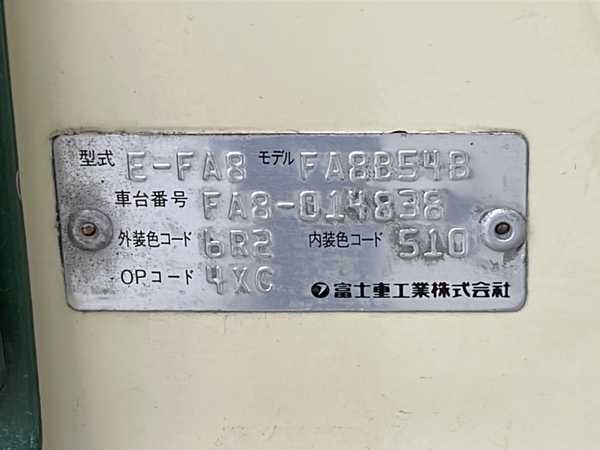 型式 E-FA8 モデル FA8B54B
車台番号 FA8-014838
外装色コード 6R2 内装色コード 510
OPコード 4XC
富士重工業株式会社